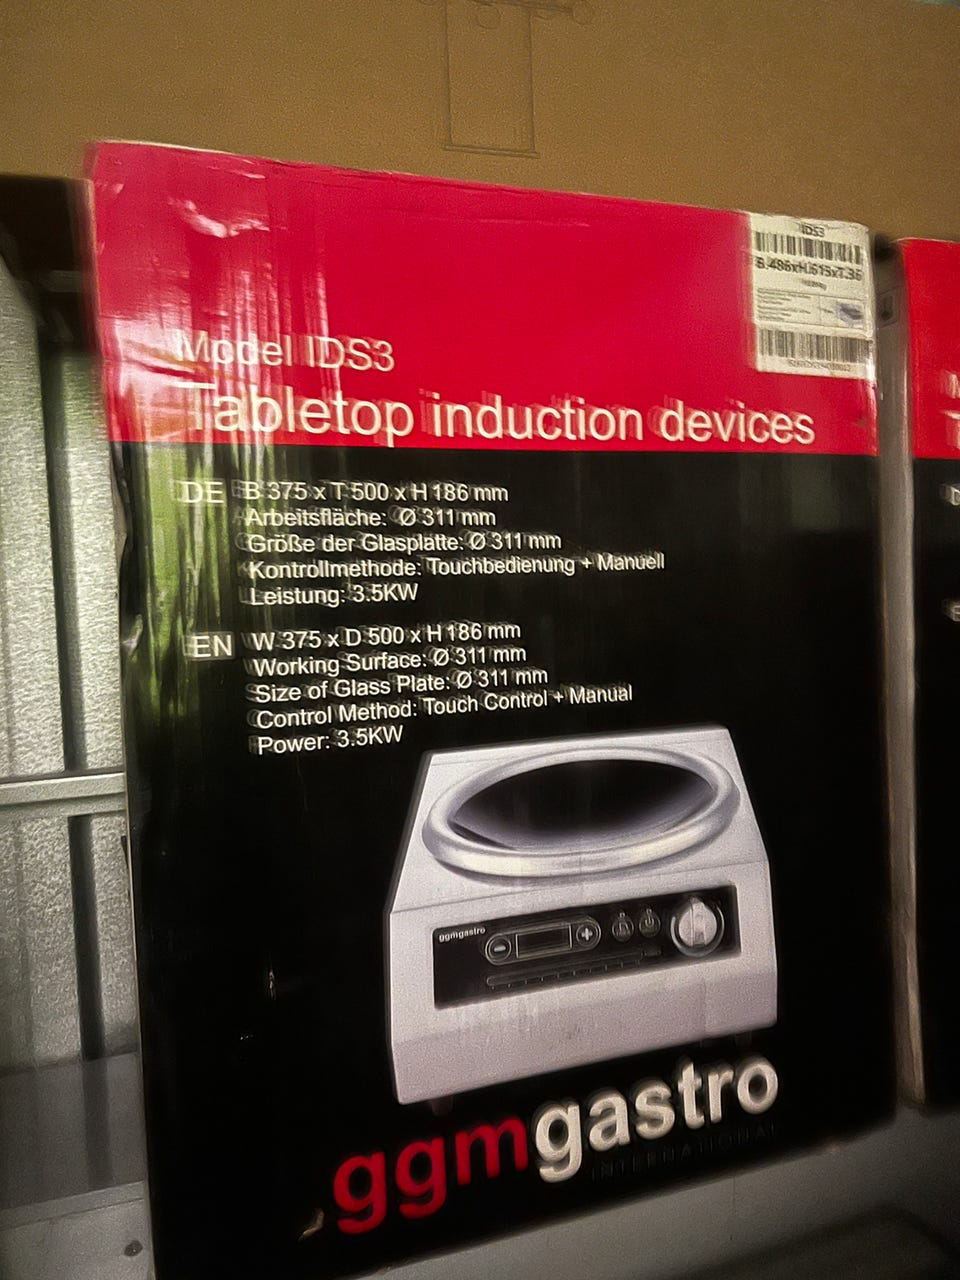 IDS3
Model IDS3
Tabletop induction devices
DE B 375 x T 500 x H 186 mm
Arbeitsfläche: Ø 311 mm
Größe der Glasplatte: Ø 311 mm
Kontrollmethode: Touchbedienung + Manuell
Leistung: 3.5KW
EN W 375 x D 500 x H 186 mm
Working Surface: Ø 311 mm
Size of Glass Plate: Ø 311 mm
Control Method: Touch Control + Manual
Power: 3.5KW
ggmgastro
ggmgastro
INTERNATIONAL